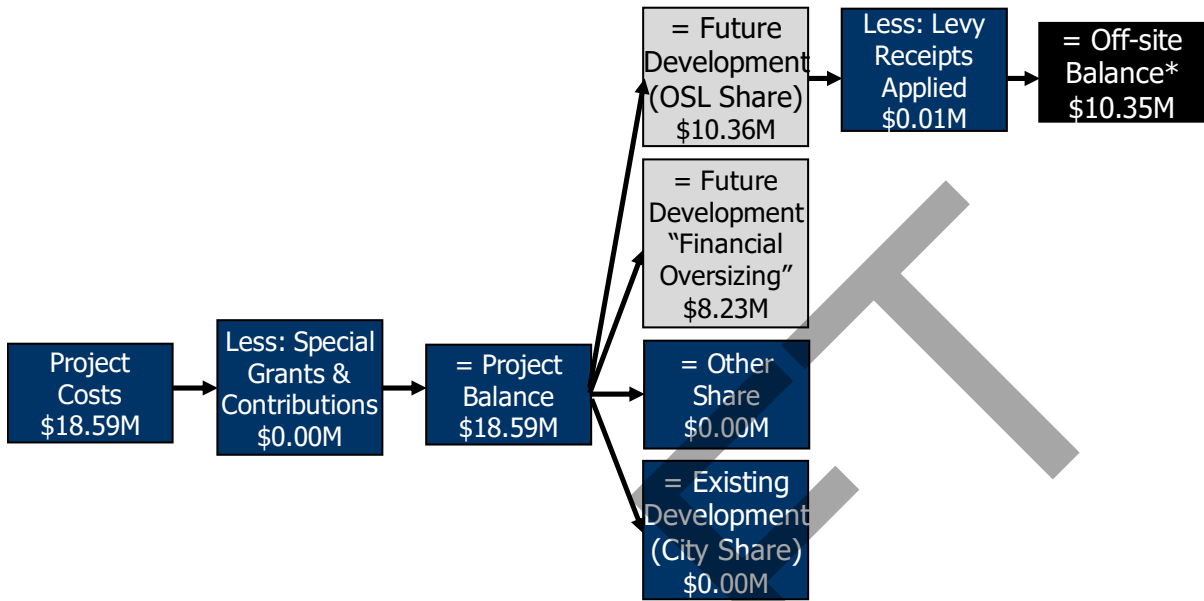 Project
Costs
$18.59M
Less: Special
Grants &
Contributions
$0.00M
= Project
Balance
$18.59M
= Future
Development
(OSL Share)
$10.36M
Less: Levy
Receipts
Applied
$0.01M
= Off-site
Balance*
$10.35M
= Future
Development
“Financial
Oversizing”
$8.23M
= Other
Share
$0.00M
= Existing
Development
(City Share)
$0.00M